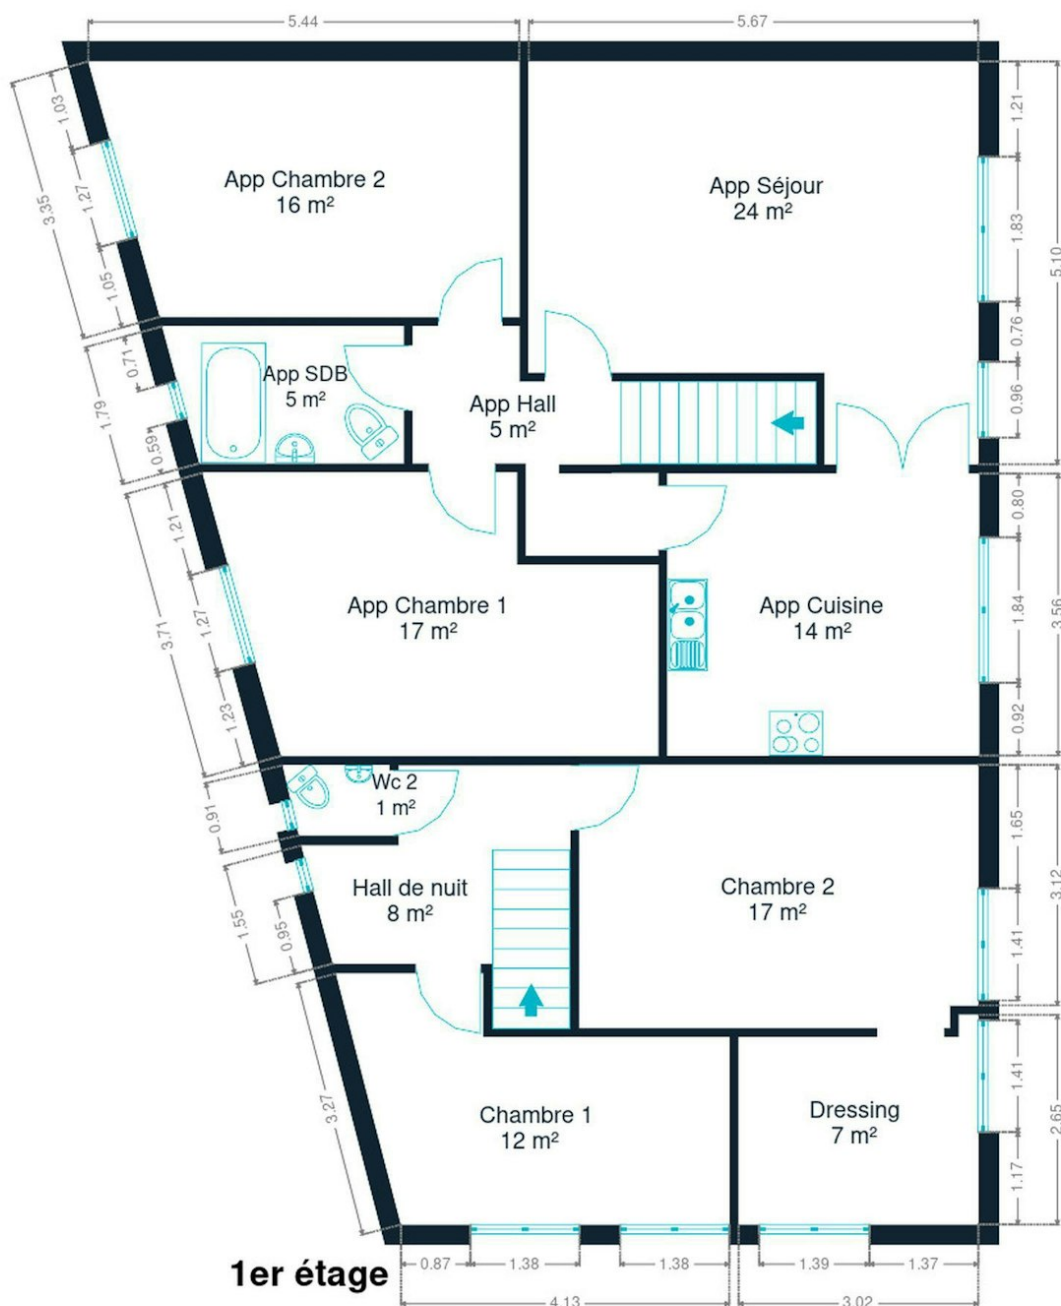 5.44
5.67
1.03
1.27
1.05
3.35
1.21
1.83
0.76
0.96
5.10
App Chambre 2
16 m²
App Séjour
24 m²
0.71
1.79
0.59
App SDB
5 m²
App Hall
5 m²
1.21
1.27
1.23
3.71
0.80
1.84
0.92
3.56
App Chambre 1
17 m²
App Cuisine
14 m²
0.91
Wc 2
1 m²
1.55
0.95
Hall de nuit
8 m²
Chambre 2
17 m²
1.65
1.41
3.12
3.27
Chambre 1
12 m²
Dressing
7 m²
1.41
1.17
2.65
1er étage
0.87
1.38
1.38
1.39
1.37
4.13
3.02